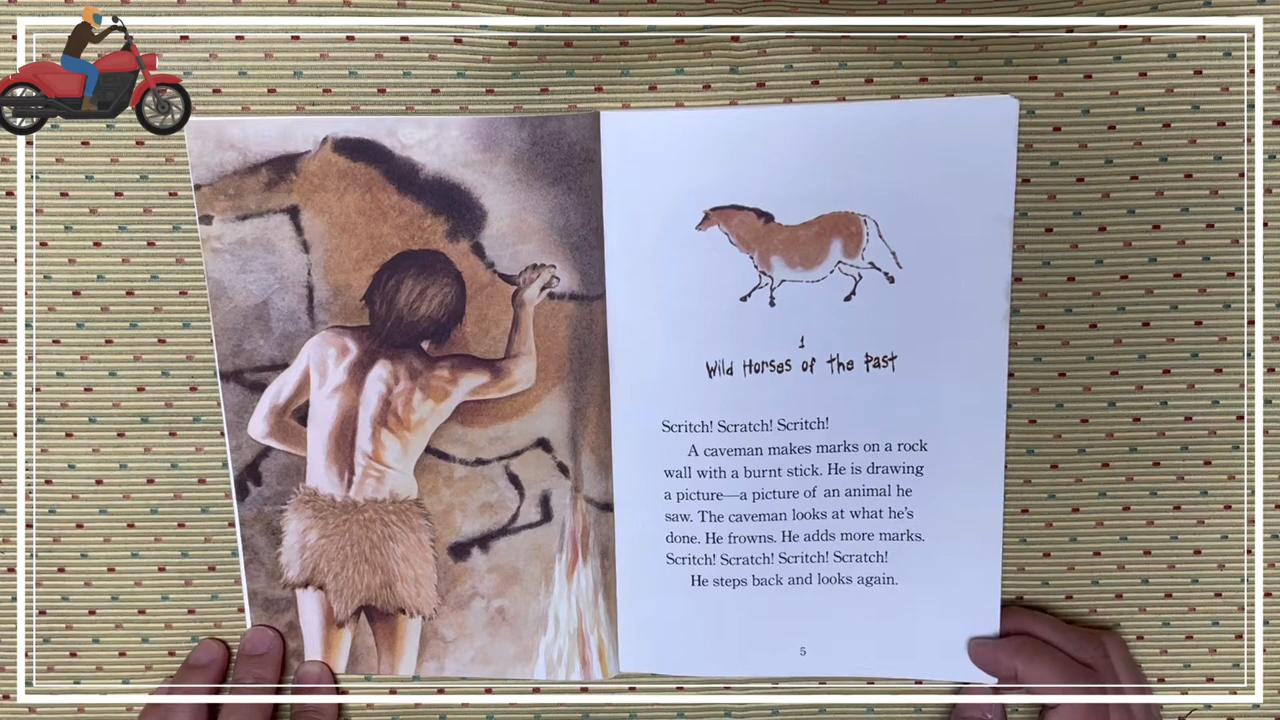 1
Wild Horses of the Past
Scritch! Scratch! Scritch!
A caveman makes marks on a rock
wall with a burnt stick. He is drawing
a picture—a picture of an animal he
saw. The caveman looks at what he's
done. He frowns. He adds more marks.
Scritch! Scratch! Scritch! Scratch!
He steps back and looks again.
5